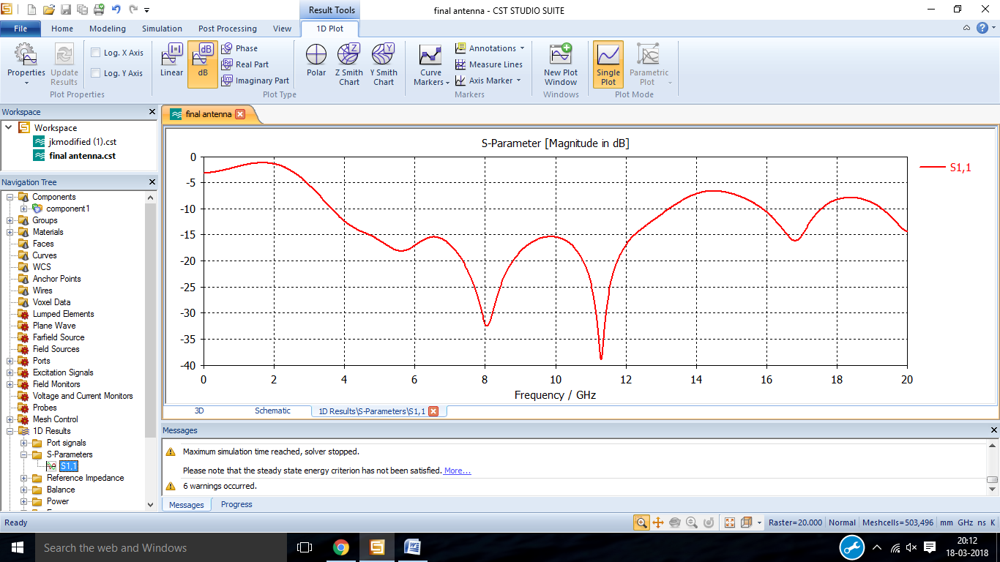 Result Tools
final antenna - CST STUDIO SUITE
File Home Modeling Simulation Post Processing View 1D Plot
Properties
Update Results
Log. X Axis
Log. Y Axis
Plot Properties
Linear
dB
Phase
Real Part
Imaginary Part
Plot Type
Polar
Z Smith Chart
Y Smith Chart
Curve Markers
Annotations
Measure Lines
Axis Marker
Markers
New Plot Window
Windows
Single Plot
Parametric Plot
Plot Mode
Workspace
Workspace
jkmodified (1).cst
final antenna.cst
Navigation Tree
Components
component1
Groups
Materials
Faces
Curves
WCS
Anchor Points
Wires
Voxel Data
Lumped Elements
Plane Wave
Farfield Source
Field Sources
Ports
Excitation Signals
Field Monitors
Voltage and Current Monitors
Probes
Mesh Control
1D Results
Port signals
S-Parameters
S1,1
Reference Impedance
Balance
Power
final antenna
S-Parameter [Magnitude in dB]
S1,1
0
-5
-10
-15
-20
-25
-30
-35
-40
0 2 4 6 8 10 12 14 16 18 20
Frequency / GHz
3D Schematic 1D Results\S-Parameters\S1,1
Messages
Maximum simulation time reached, solver stopped.
Please note that the steady state energy criterion has not been satisfied. More...
6 warnings occurred.
Messages Progress
Ready
Raster=20.000 Normal Meshcells=503,496 mm GHz ns K
Search the web and Windows
20:12
18-03-2018